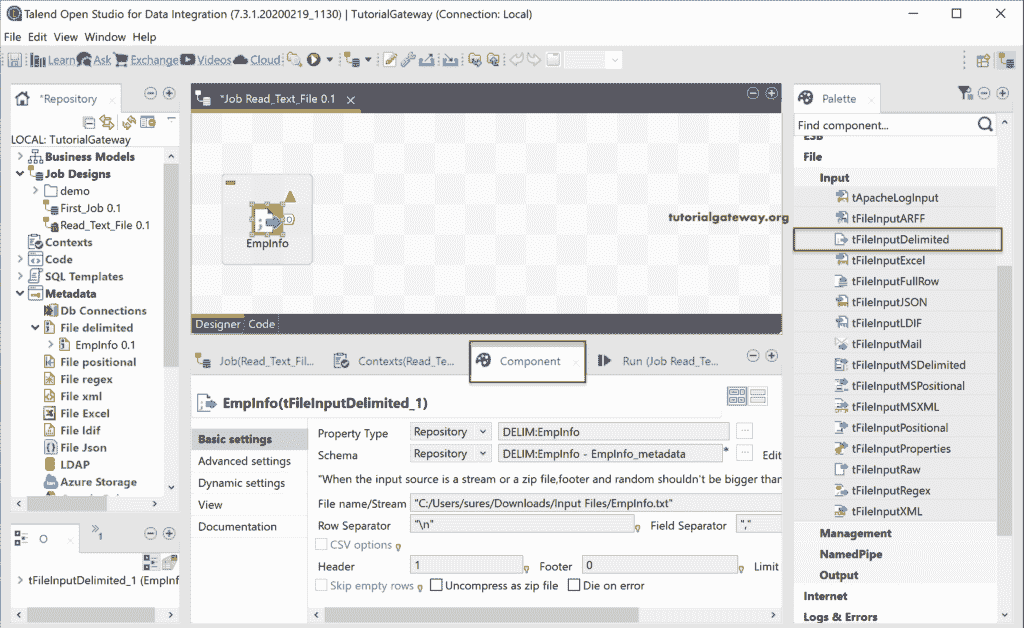 Talend Open Studio for Data Integration (7.3.1.20200219_1130) | TutorialGateway (Connection: Local)
File Edit View Window Help
Learn Ask Exchange Videos Cloud
*Repository
LOCAL: TutorialGateway
Business Models
Job Designs
demo
First_Job 0.1
Read_Text_File 0.1
Contexts
Code
SQL Templates
Metadata
Db Connections
File delimited
EmpInfo 0.1
File positional
File regex
File xml
File Excel
File ldif
File Json
LDAP
Azure Storage
O
1
tFileInputDelimited_1 (EmpInf
*Job Read_Text_File 0.1
EmpInfo
tutorialgateway.org
Designer Code
Job(Read_Text_Fil... Contexts(Read_Te... Component Run (Job Read_Te...
EmpInfo(tFileInputDelimited_1)
Basic settings
Advanced settings
Dynamic settings
View
Documentation
Property Type Repository DELIM:EmpInfo ...
Schema Repository DELIM:EmpInfo - EmpInfo_metadata * ... Edit
"When the input source is a stream or a zip file,footer and random shouldn't be bigger than
File name/Stream "C:/Users/sures/Downloads/Input Files/EmpInfo.txt"
Row Separator "\n" Field Separator ","
CSV options
Header 1 Footer 0 Limit
Skip empty rows Uncompress as zip file Die on error
Palette
Find component...
ESB
File
Input
tApacheLogInput
tFileInputARFF
tFileInputDelimited
tFileInputExcel
tFileInputFullRow
tFileInputJSON
tFileInputLDIF
tFileInputMail
tFileInputMSDelimited
tFileInputMSPositional
tFileInputMSXML
tFileInputPositional
tFileInputProperties
tFileInputRaw
tFileInputRegex
tFileInputXML
Management
NamedPipe
Output
Internet
Logs & Errors